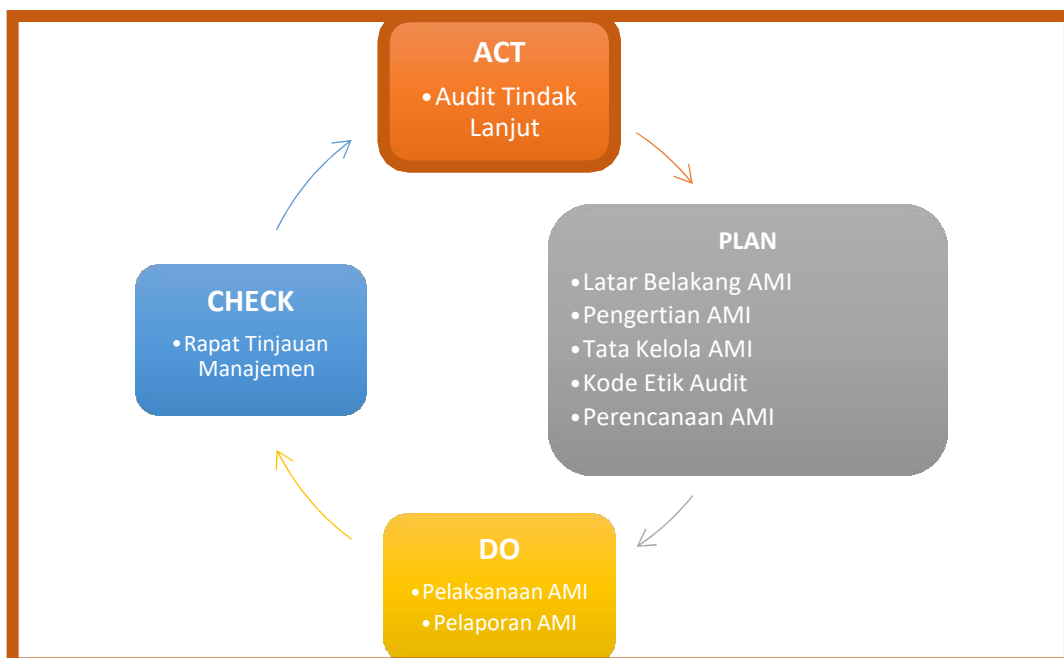 ACT
•Audit Tindak
Lanjut
PLAN
•Latar Belakang AMI
•Pengertian AMI
•Tata Kelola AMI
•Kode Etik Audit
•Perencanaan AMI
CHECK
•Rapat Tinjauan
Manajemen
DO
•Pelaksanaan AMI
•Pelaporan AMI